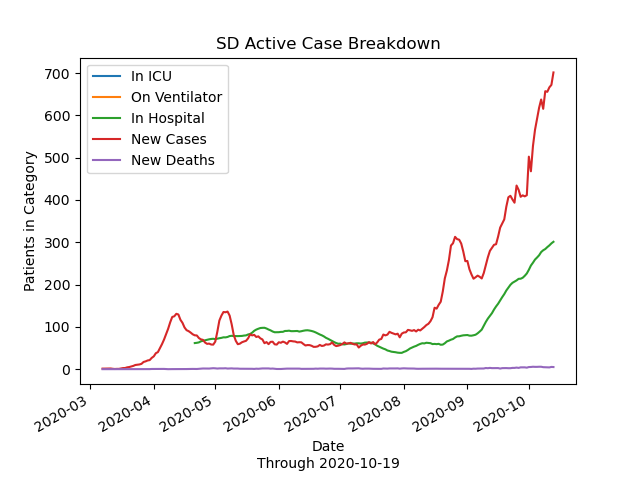 SD Active Case Breakdown
In ICU
On Ventilator
In Hospital
New Cases
New Deaths
Patients in Category
700
600
500
400
300
200
100
0
2020-03
2020-04
2020-05
2020-06
2020-07
2020-08
2020-09
2020-10
Date
Through 2020-10-19